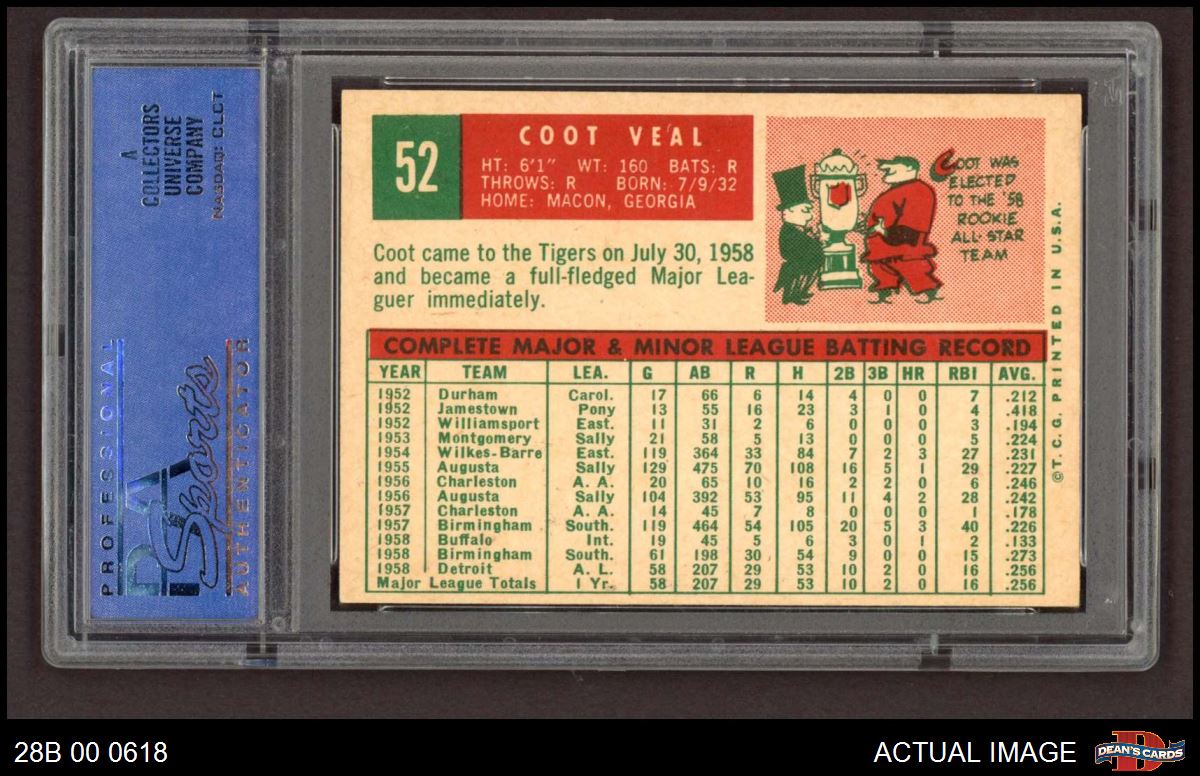 A
COLLECTORS
UNIVERSE
COMPANY
NASDAQ: CLCT
PROFESSIONAL
PSA
Sports
AUTHENTICATOR
52
COOT VEAL
HT: 6'1" WT: 160 BATS: R
THROWS: R BORN: 7/9/32
HOME: MACON, GEORGIA
COOT WAS
ELECTED
TO THE '58
ROOKIE
ALL-STAR
TEAM
Coot came to the Tigers on July 30, 1958
and became a full-fledged Major Lea-
guer immediately.
COMPLETE MAJOR & MINOR LEAGUE BATTING RECORD
YEAR TEAM LEA. G AB R H 2B 3B HR RBI AVG.
1952 Durham Carol. 17 66 6 14 4 0 0 7 .212
1952 Jamestown Pony 13 55 16 23 3 1 0 4 .418
1952 Williamsport East. 11 31 2 6 0 0 0 3 .194
1953 Montgomery Sally 21 58 5 13 0 0 0 5 .224
1954 Wilkes-Barre East. 119 364 33 84 7 2 3 27 .231
1955 Augusta Sally 129 475 70 108 16 5 1 29 .227
1956 Charleston A. A. 20 65 10 16 2 2 0 6 .246
1956 Augusta Sally 104 392 53 95 11 4 2 28 .242
1957 Charleston A. A. 14 45 7 8 0 0 0 1 .178
1957 Birmingham South. 119 464 54 105 20 5 3 40 .226
1958 Buffalo Int. 19 45 5 6 3 0 1 2 .133
1958 Birmingham South. 61 198 30 54 9 0 0 15 .273
1958 Detroit A. L. 58 207 29 53 10 2 0 16 .256
Major League Totals 1 Yr. 58 207 29 53 10 2 0 16 .256
©T. C. G. PRINTED IN U.S.A.
28B 00 0618
ACTUAL IMAGE
DEAN'S CARDS